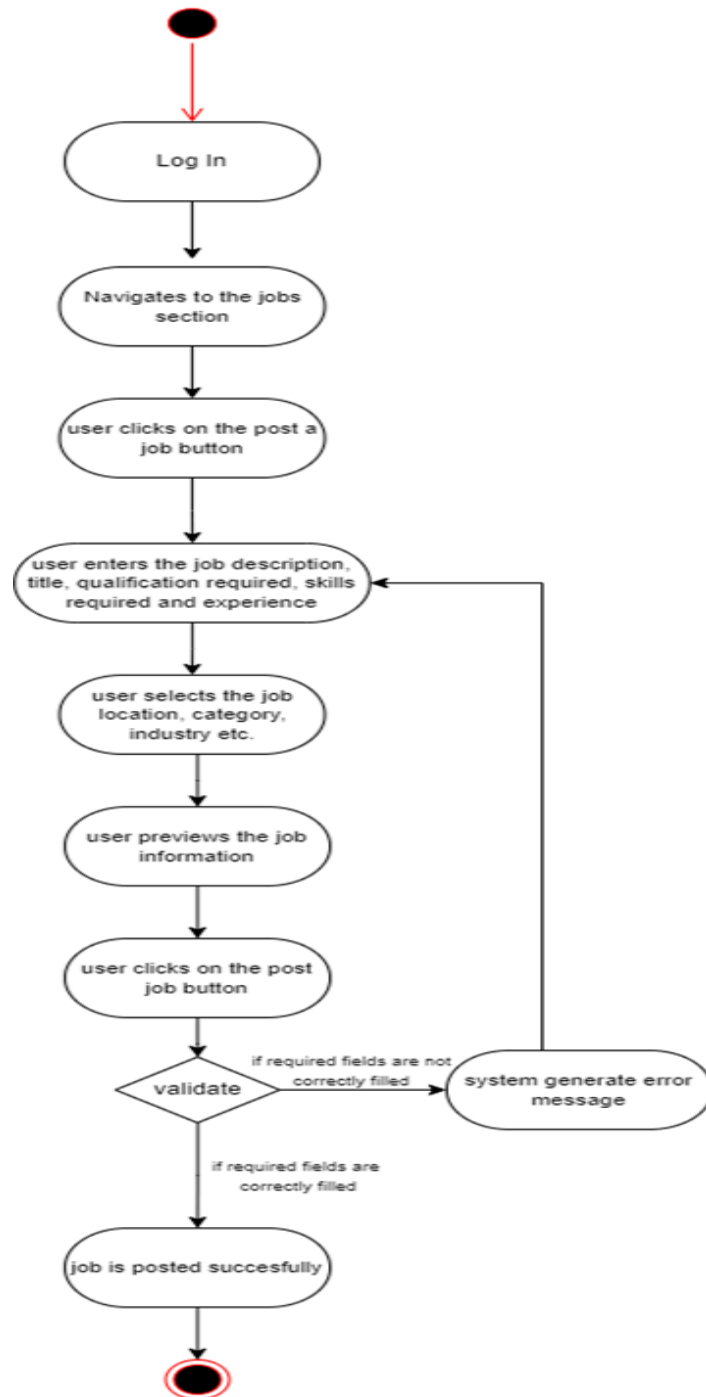 Log In
Navigates to the jobs
section
user clicks on the post a
job button
user enters the job description,
title, qualification required, skills
required and experience
user selects the job
location, category,
industry etc.
user previews the job
information
user clicks on the post
job button
validate
if required fields are not
correctly filled
system generate error
message
if required fields are
correctly filled
job is posted succesfully